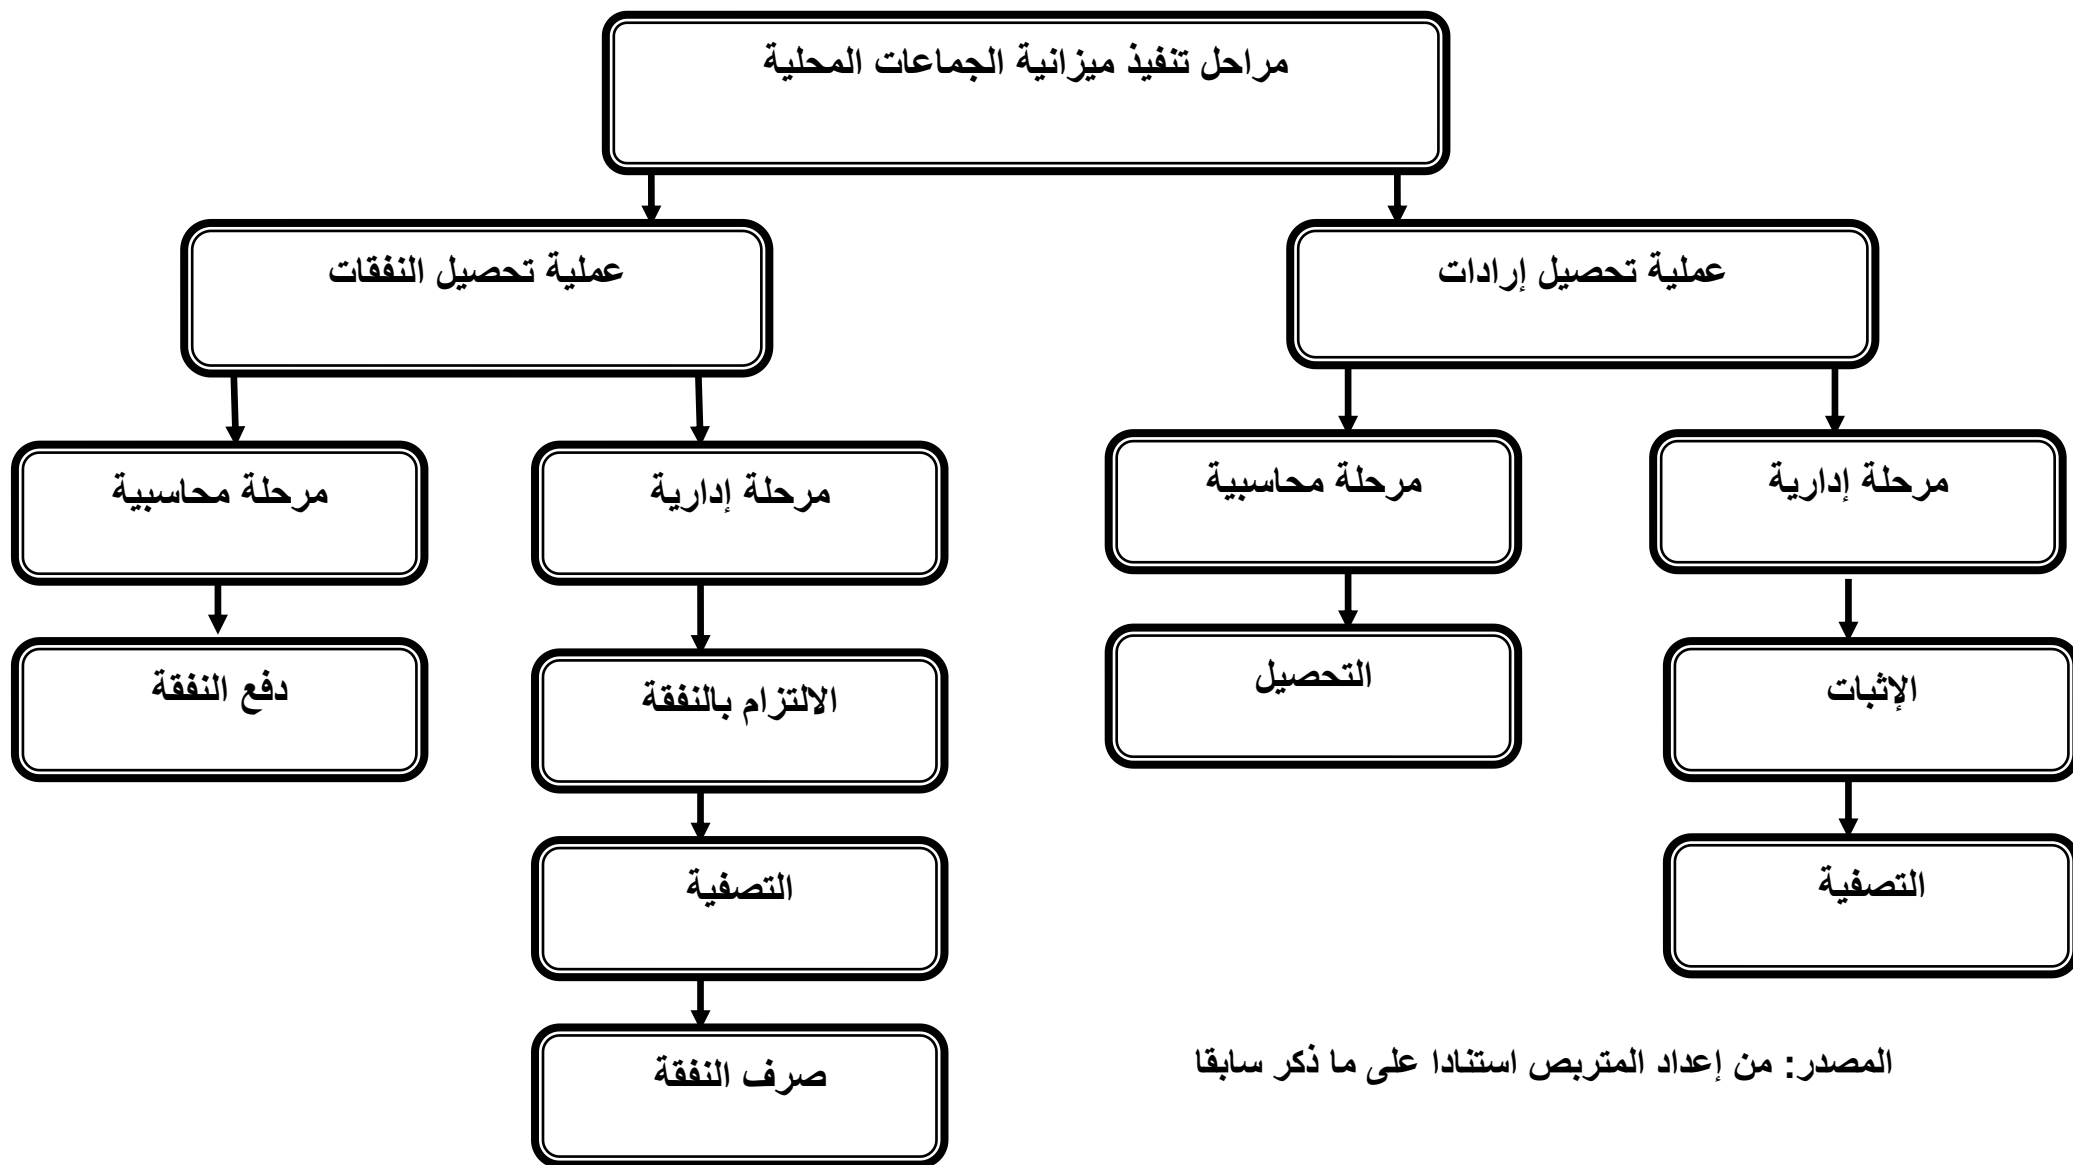 مراحل تنفيذ ميزانية الجماعات المحلية
عملية تحصيل إرادات
عملية تحصيل النفقات
مرحلة إدارية
مرحلة محاسبية
مرحلة إدارية
مرحلة محاسبية
الإثبات
التحصيل
الالتزام بالنفقة
دفع النفقة
التصفية
التصفية
صرف النفقة
المصدر: من إعداد المتربص استنادا على ما ذكر سابقا